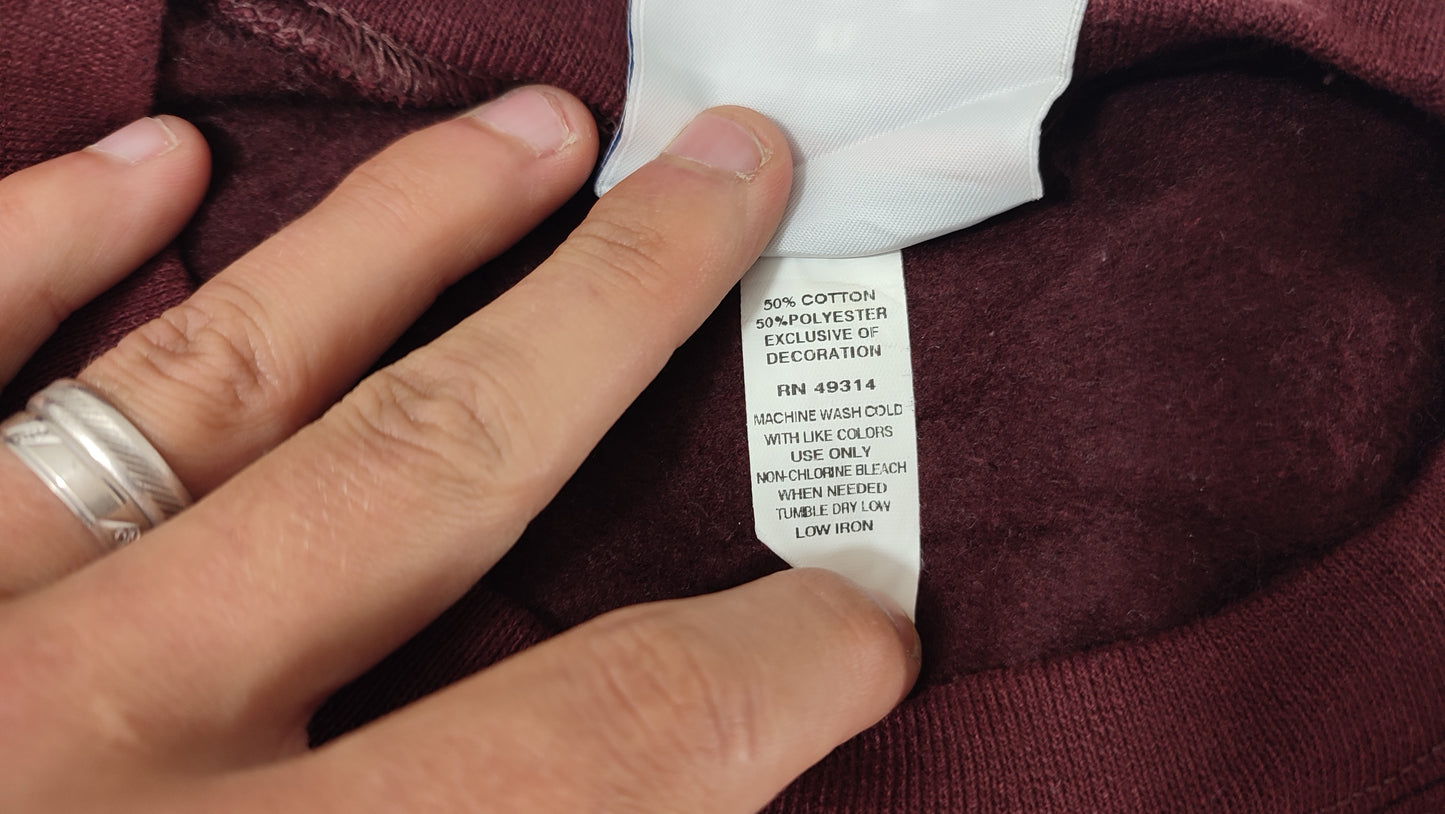 50% COTTON
50%POLYESTER
EXCLUSIVE OF
DECORATION
RN 49314
MACHINE WASH COLD
WITH LIKE COLORS
USE ONLY
NON-CHLORINE BLEACH
WHEN NEEDED
TUMBLE DRY LOW
LOW IRON